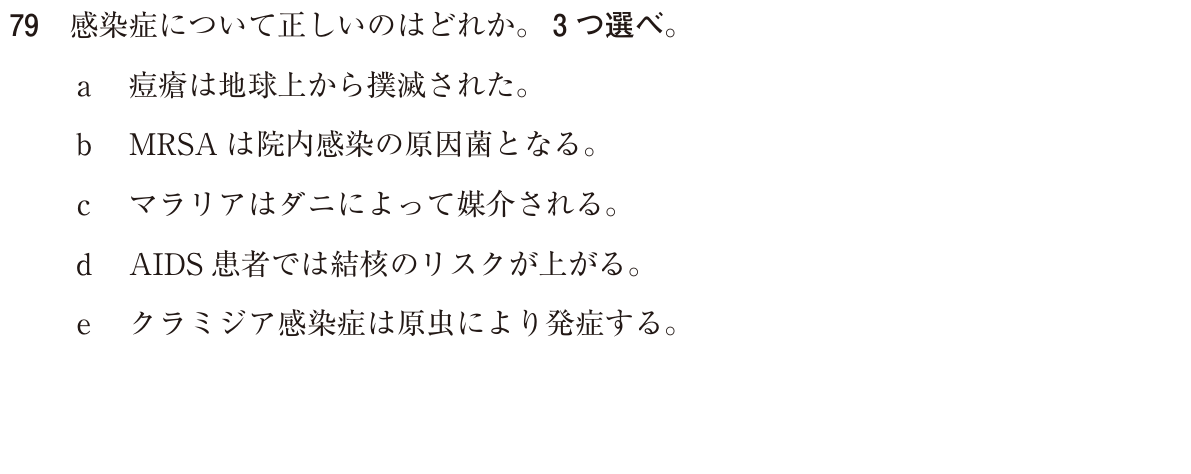 79 感染症について正しいのはどれか。3 つ選べ。
a 痘瘡は地球上から撲滅された。
b MRSA は院内感染の原因菌となる。
c マラリアはダニによって媒介される。
d AIDS 患者では結核のリスクが上がる。
e クラミジア感染症は原虫により発症する。